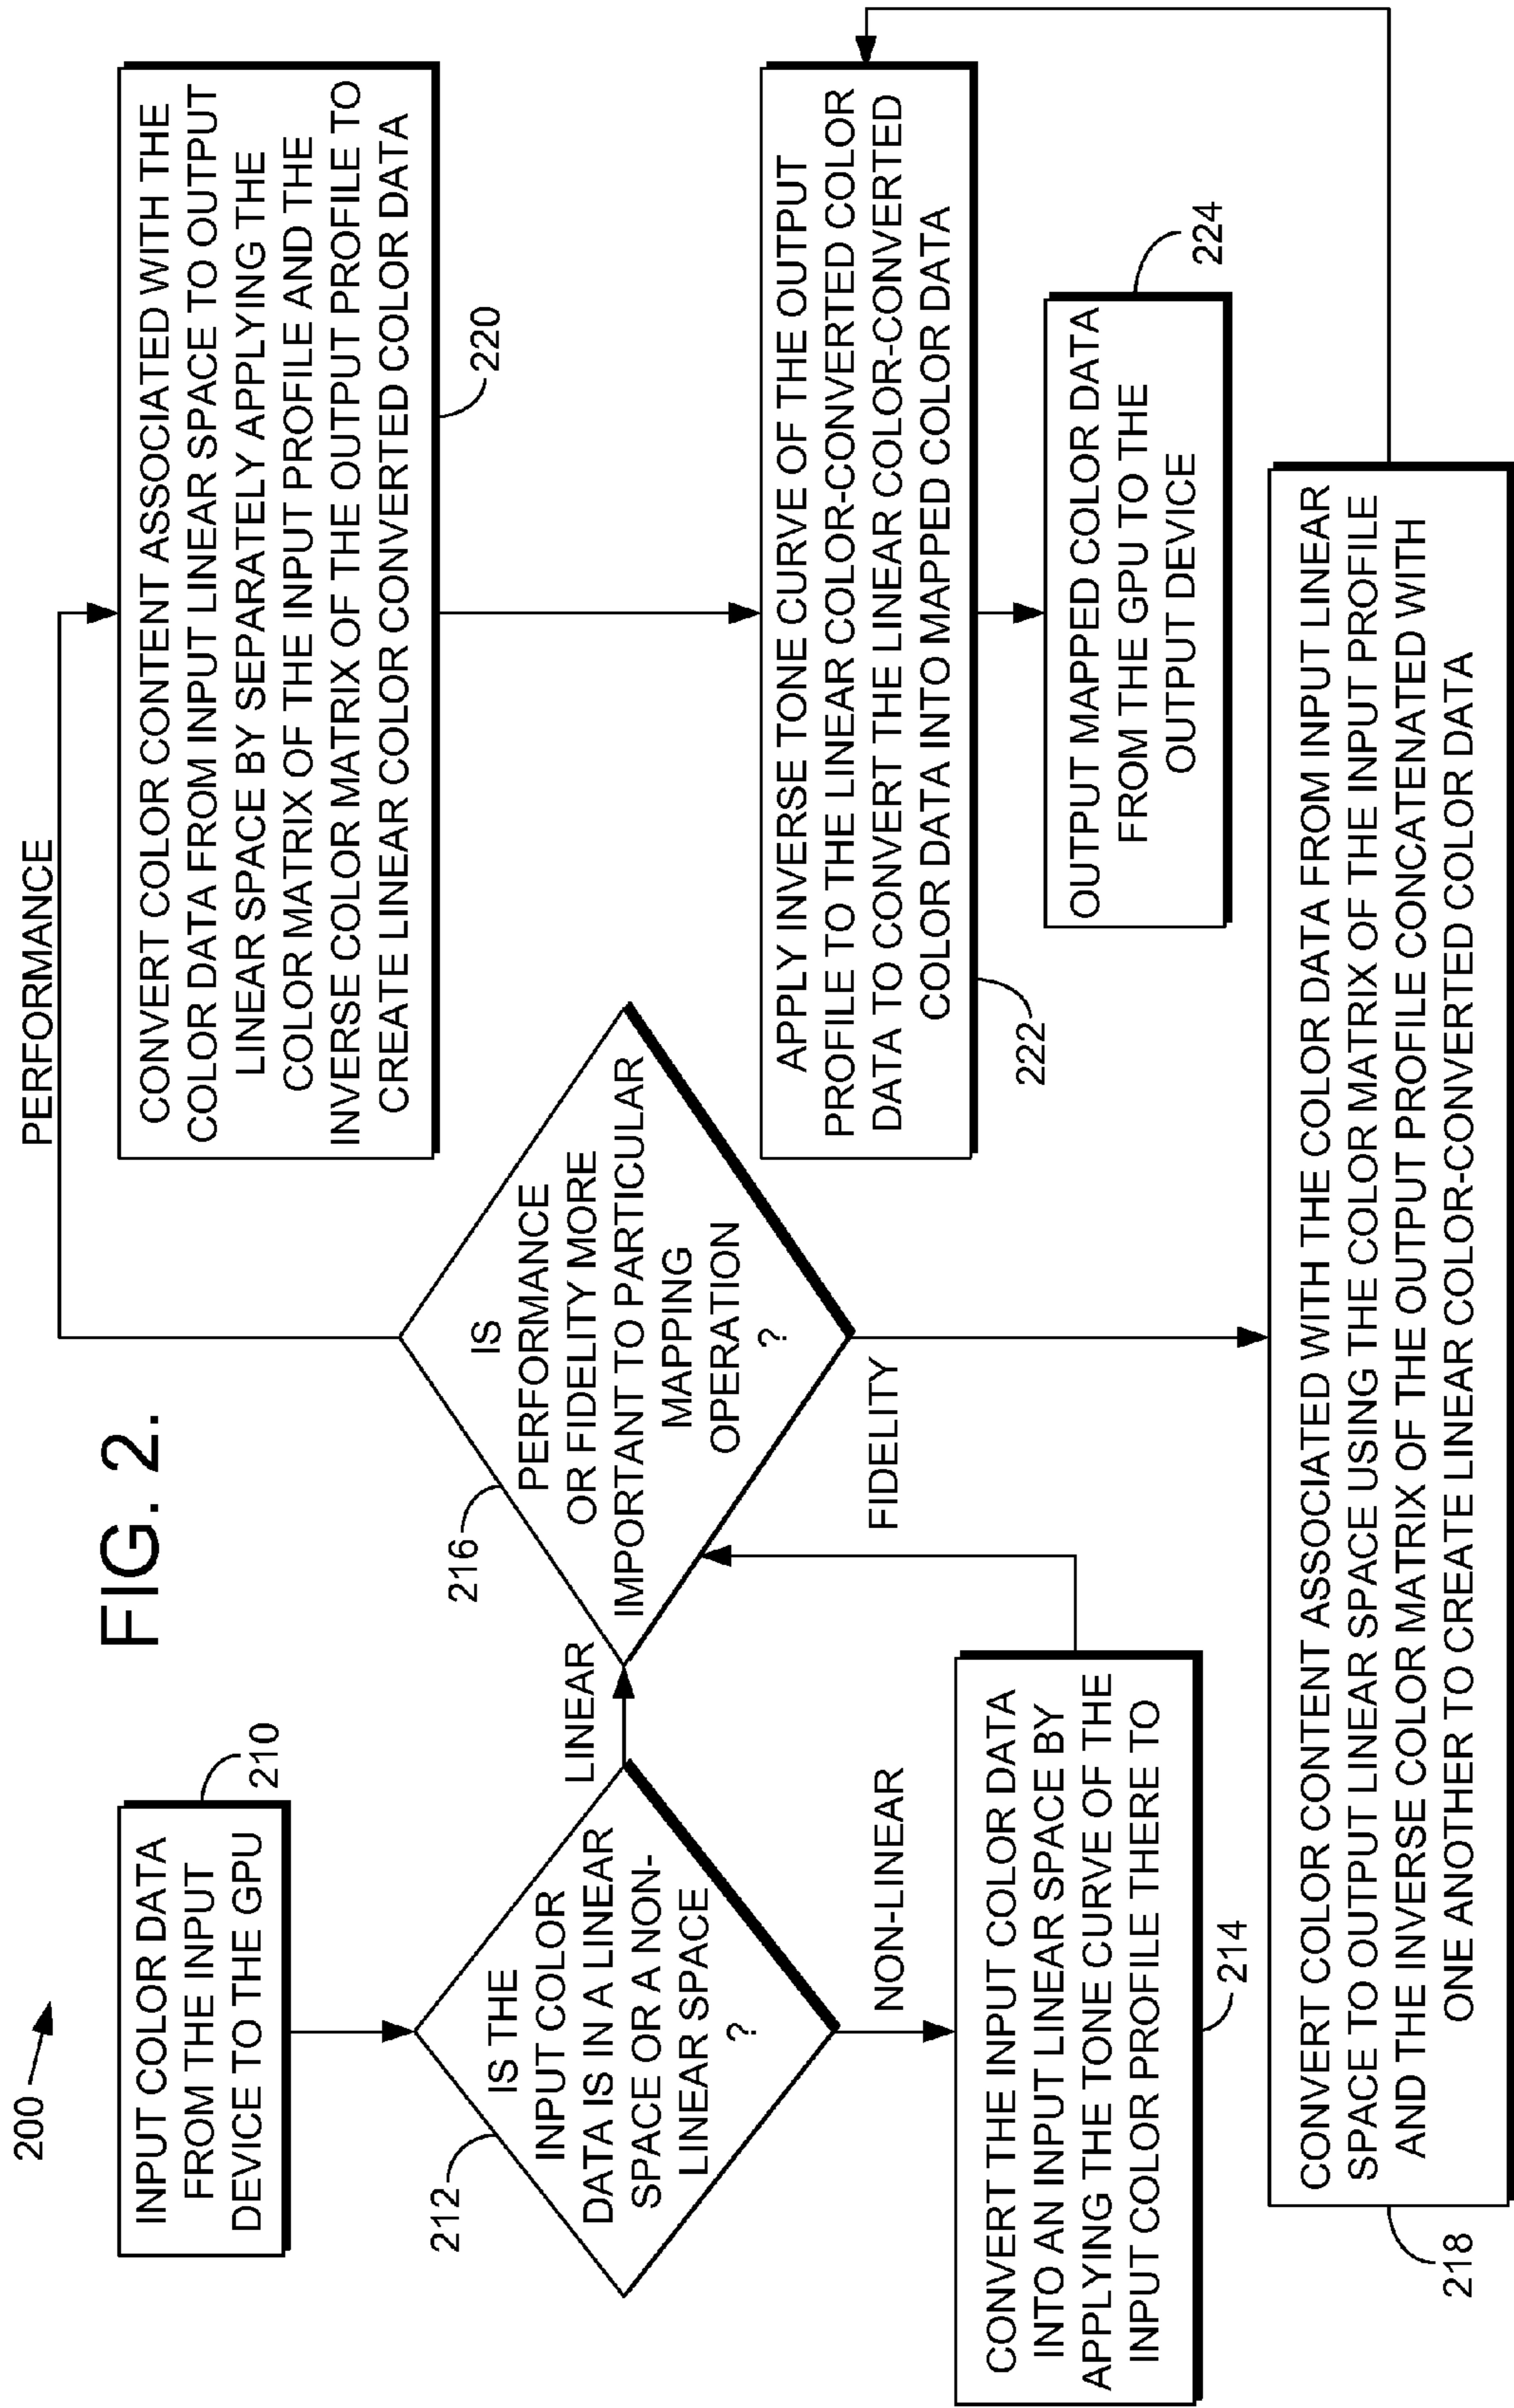 200
FIG. 2.
INPUT COLOR DATA
FROM THE INPUT
DEVICE TO THE GPU
210
IS THE
INPUT COLOR
DATA IS IN A LINEAR
SPACE OR A NON-
LINEAR SPACE
?
212
LINEAR
NON-LINEAR
CONVERT THE INPUT COLOR DATA
INTO AN INPUT LINEAR SPACE BY
APPLYING THE TONE CURVE OF THE
INPUT COLOR PROFILE THERE TO
214
IS
PERFORMANCE
OR FIDELITY MORE
IMPORTANT TO PARTICULAR
MAPPING
OPERATION
?
216
PERFORMANCE
FIDELITY
CONVERT COLOR CONTENT ASSOCIATED WITH THE
COLOR DATA FROM INPUT LINEAR SPACE TO OUTPUT
LINEAR SPACE BY SEPARATELY APPLYING THE
COLOR MATRIX OF THE INPUT PROFILE AND THE
INVERSE COLOR MATRIX OF THE OUTPUT PROFILE TO
CREATE LINEAR COLOR CONVERTED COLOR DATA
220
APPLY INVERSE TONE CURVE OF THE OUTPUT
PROFILE TO THE LINEAR COLOR-CONVERTED COLOR
DATA TO CONVERT THE LINEAR COLOR-CONVERTED
COLOR DATA INTO MAPPED COLOR DATA
222
OUTPUT MAPPED COLOR DATA
FROM THE GPU TO THE
OUTPUT DEVICE
224
CONVERT COLOR CONTENT ASSOCIATED WITH THE COLOR DATA FROM INPUT LINEAR
SPACE TO OUTPUT LINEAR SPACE USING THE COLOR MATRIX OF THE INPUT PROFILE
AND THE INVERSE COLOR MATRIX OF THE OUTPUT PROFILE CONCATENATED WITH
ONE ANOTHER TO CREATE LINEAR COLOR-CONVERTED COLOR DATA
218